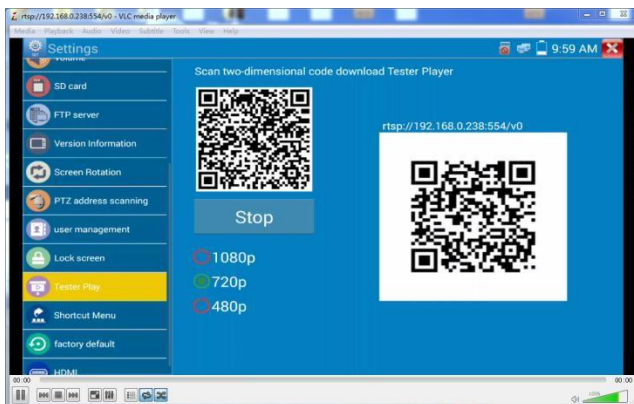 rtsp://192.168.0.238:554/v0 - VLC media player
Media Playback Audio Video Subtitle Tools View Help
Settings
9:59 AM
Volume
SD card
FTP server
Version Information
Screen Rotation
PTZ address scanning
user management
Lock screen
Tester Play
Shortcut Menu
factory default
HDMI
Scan two-dimensional code download Tester Player
rtsp://192.168.0.238:554/v0
Stop
1080p
720p
480p
00:00
00:00